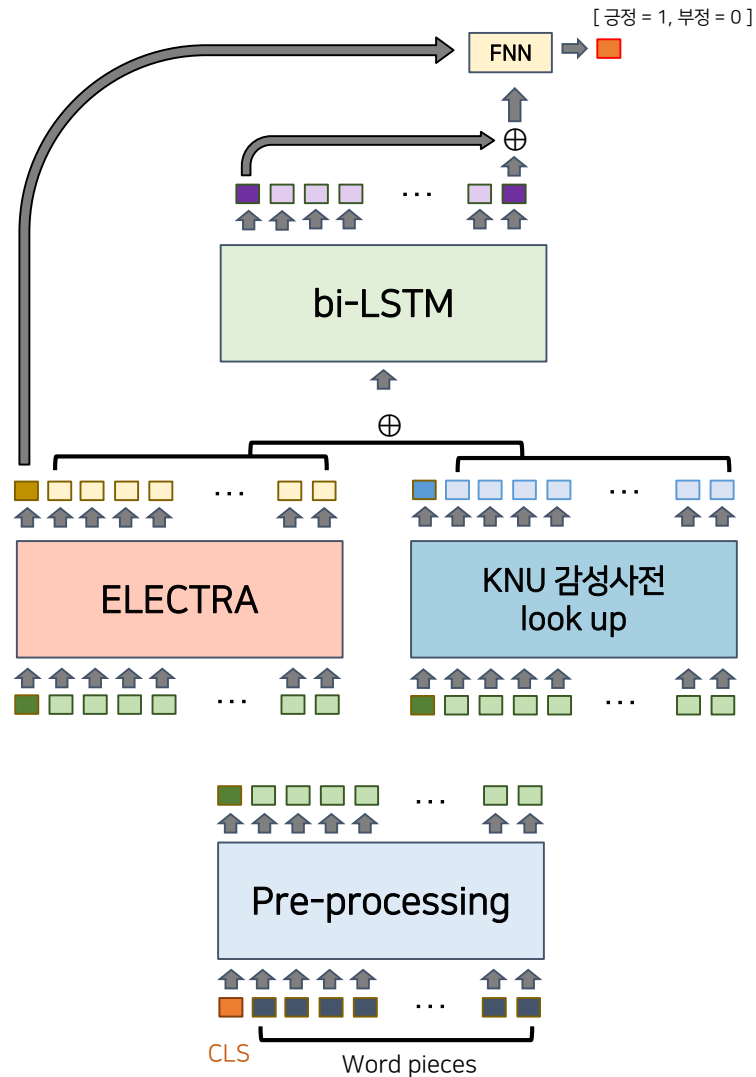 [ 긍정 = 1, 부정 = 0 ]
FNN
...
bi-LSTM
... ...
ELECTRA
KNU 감성사전
look up
... ...
...
Pre-processing
...
CLS
Word pieces